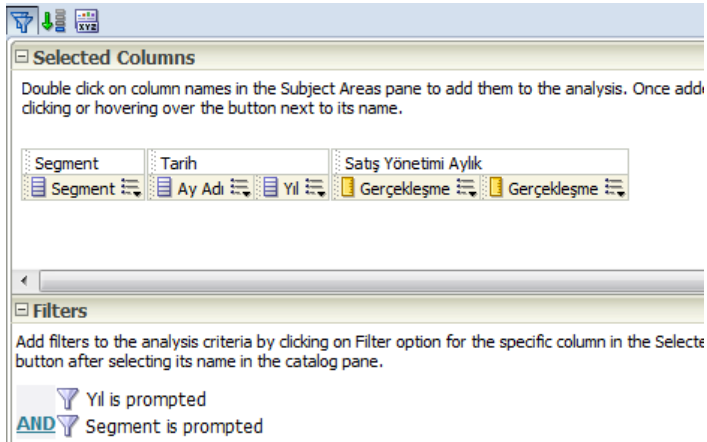 XYZ
Selected Columns
Double click on column names in the Subject Areas pane to add them to the analysis. Once adde
clicking or hovering over the button next to its name.
Segment Tarih Satış Yönetimi Aylık
Segment Ay Adı Yıl Gerçekleşme Gerçekleşme
Filters
Add filters to the analysis criteria by clicking on Filter option for the specific column in the Selecte
button after selecting its name in the catalog pane.
Yıl is prompted
AND Segment is prompted